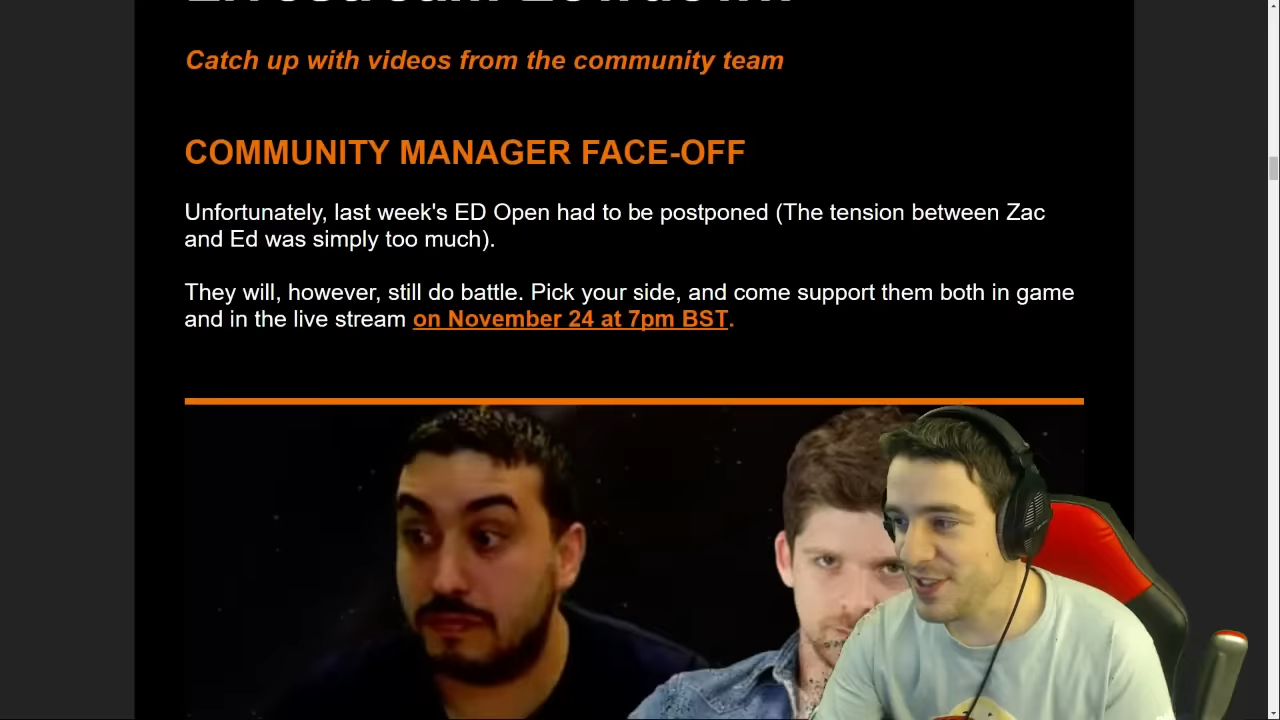 Livestream Lowdown
Catch up with videos from the community team
COMMUNITY MANAGER FACE-OFF
Unfortunately, last week's ED Open had to be postponed (The tension between Zac
and Ed was simply too much).
They will, however, still do battle. Pick your side, and come support them both in game
and in the live stream on November 24 at 7pm BST.